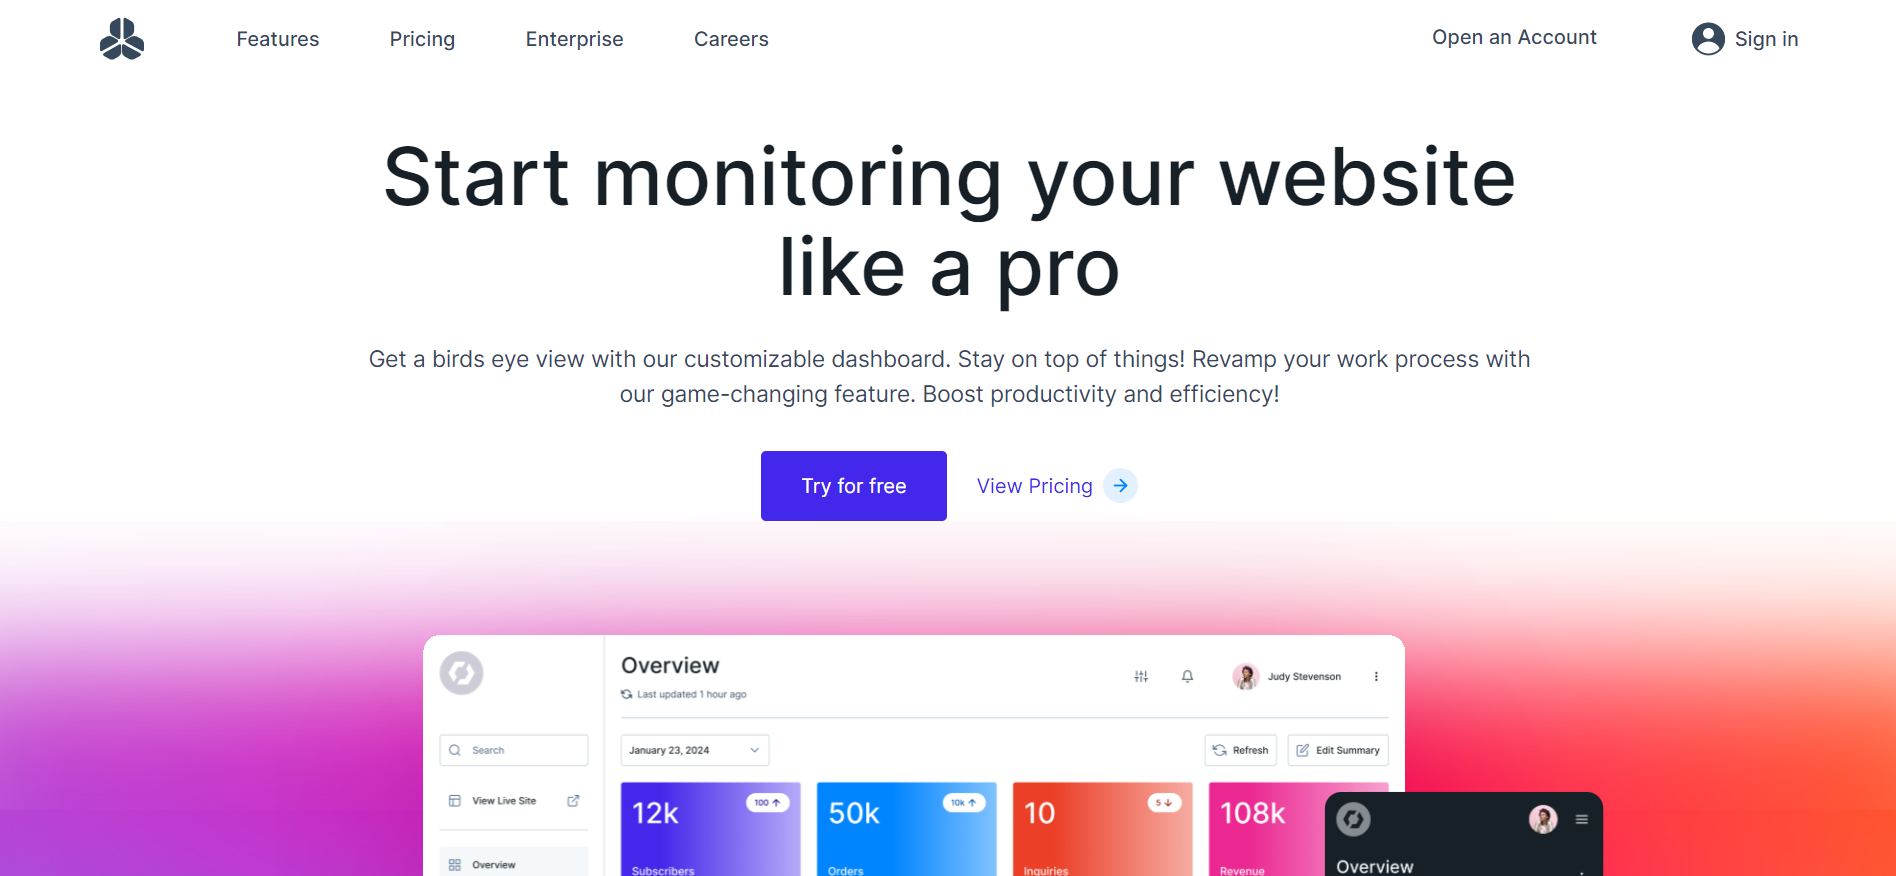 Features
Pricing
Enterprise
Careers
Open an Account
Sign in
Start monitoring your website
like a pro
Get a birds eye view with our customizable dashboard. Stay on top of things! Revamp your work process with
our game-changing feature. Boost productivity and efficiency!
Try for free
View Pricing
Overview
Last updated 1 hour ago
Judy Stevenson
Search
January 23, 2024
Refresh
Edit Summary
View Live Site
Overview
12k
100
Subscribers
50k
10k
Orders
10
5
Inquiries
108k
Revenue
Overview